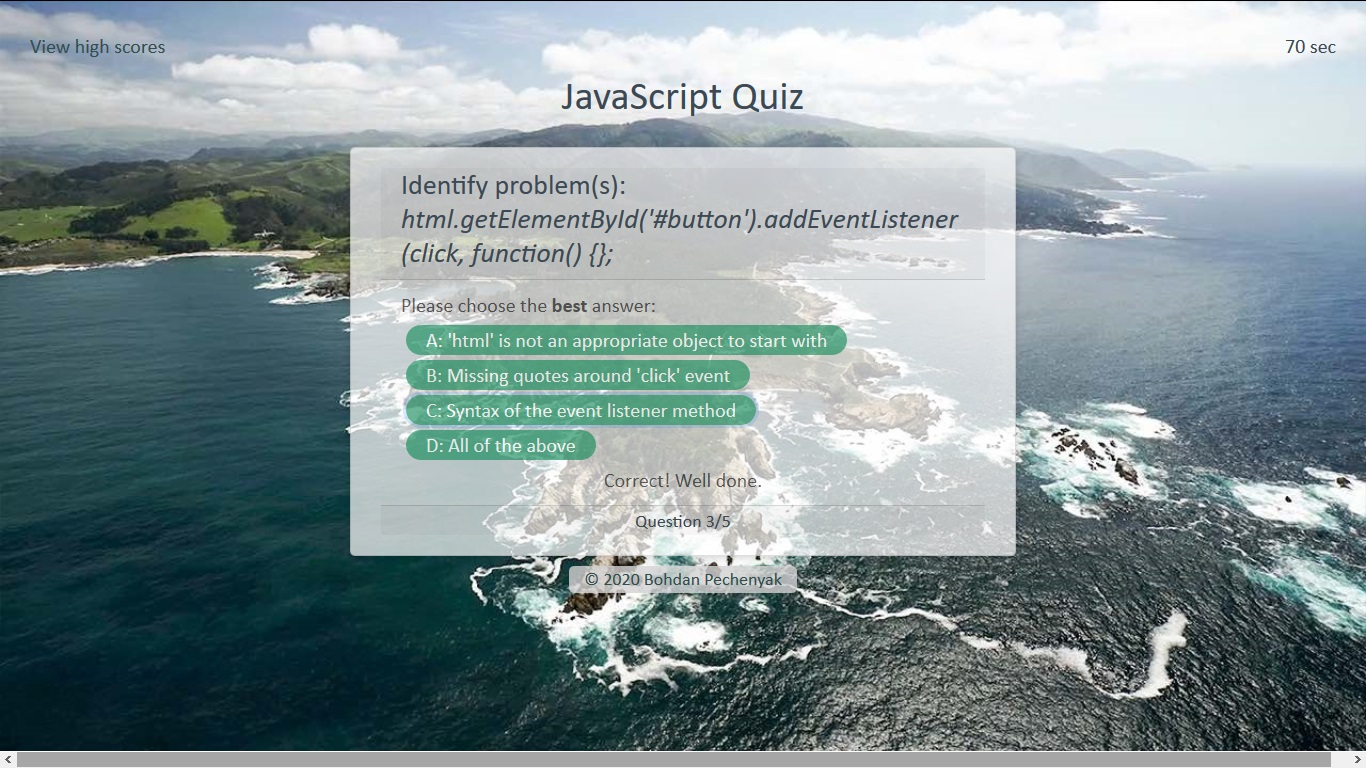 View high scores
70 sec
JavaScript Quiz
Identify problem(s):
html.getElementById('#button').addEventListener
(click, function() {};
Please choose the best answer:
A: 'html' is not an appropriate object to start with
B: Missing quotes around 'click' event
C: Syntax of the event listener method
D: All of the above
Correct! Well done.
Question 3/5
© 2020 Bohdan Pechenyak